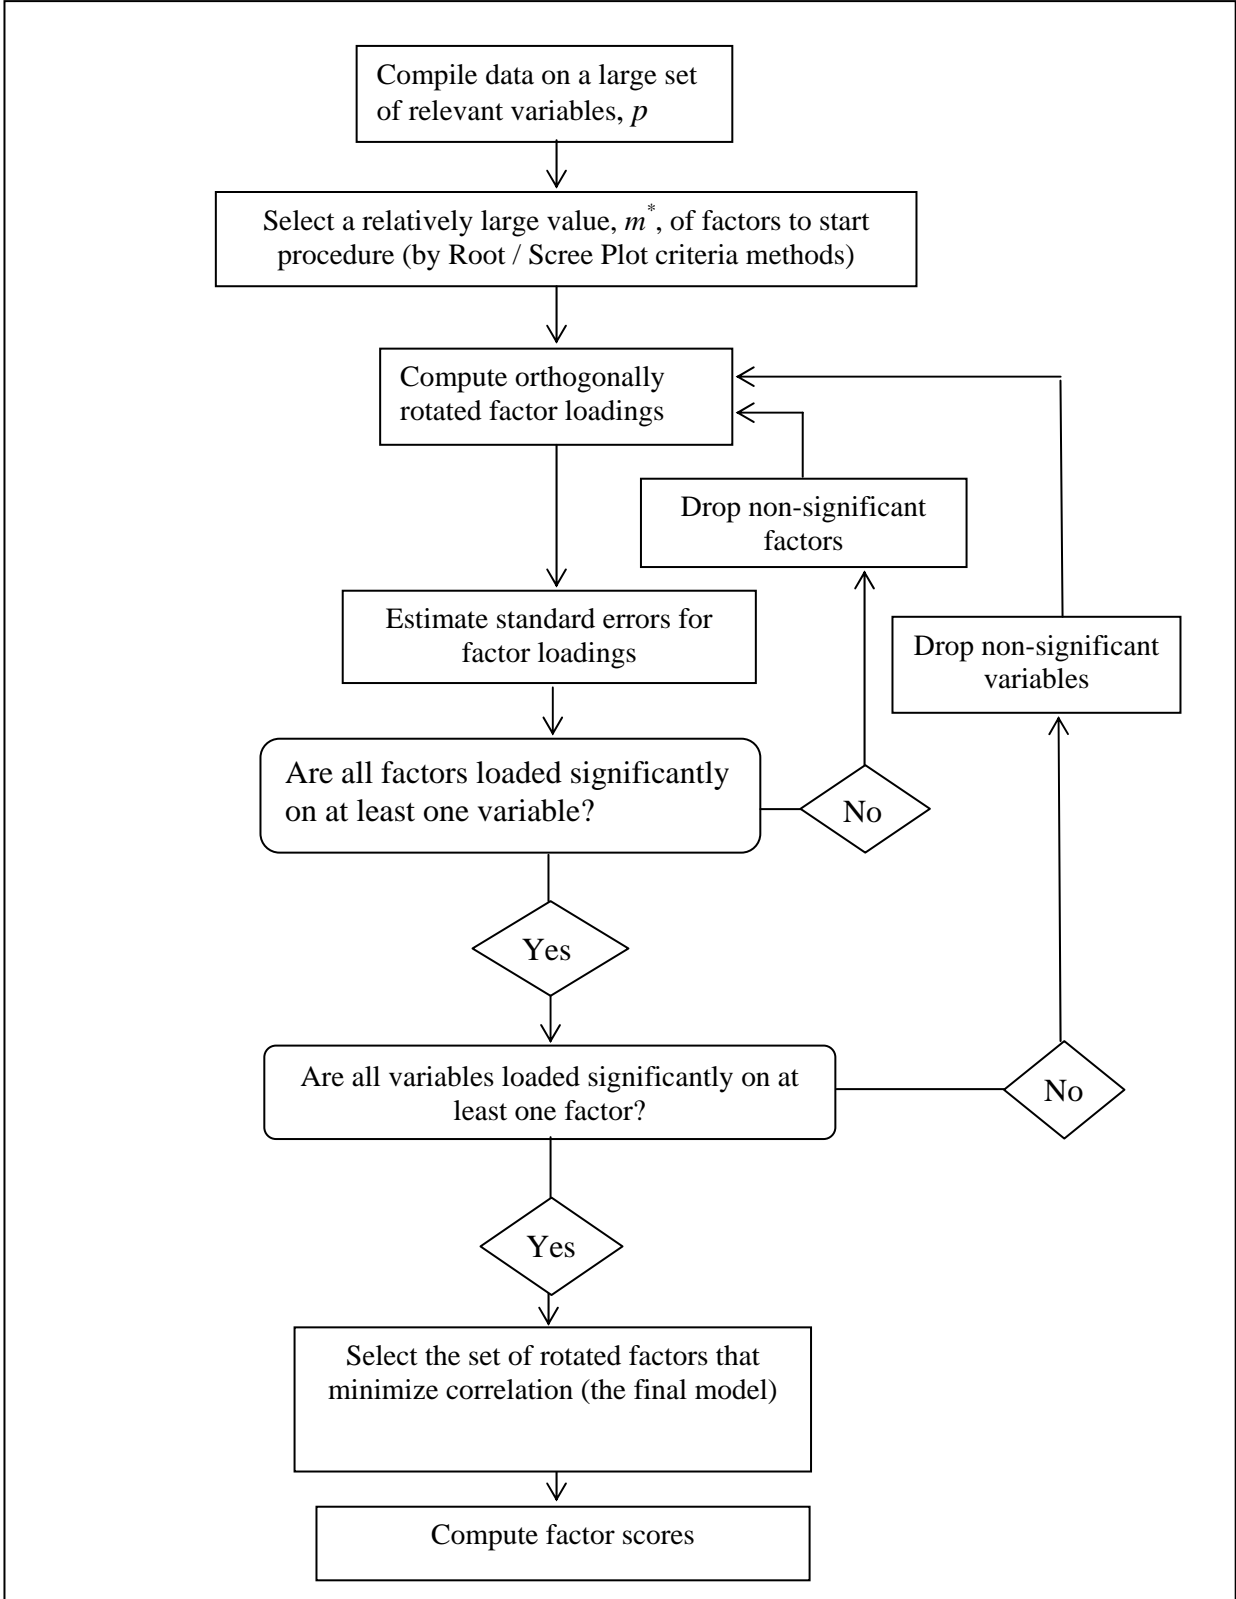 Compile data on a large set
of relevant variables, p
Select a relatively large value, m*, of factors to start
procedure (by Root / Scree Plot criteria methods)
Compute orthogonally
rotated factor loadings
Drop non-significant
factors
Estimate standard errors for
factor loadings
Drop non-significant
variables
Are all factors loaded significantly
on at least one variable?
No
Yes
Are all variables loaded significantly on at
least one factor?
No
Yes
Select the set of rotated factors that
minimize correlation (the final model)
Compute factor scores